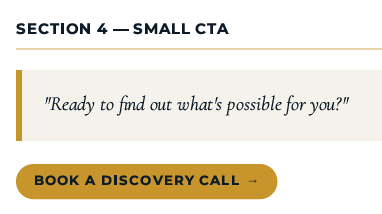 SECTION 4 — SMALL CTA
"Ready to find out what's possible for you?"
BOOK A DISCOVERY CALL →